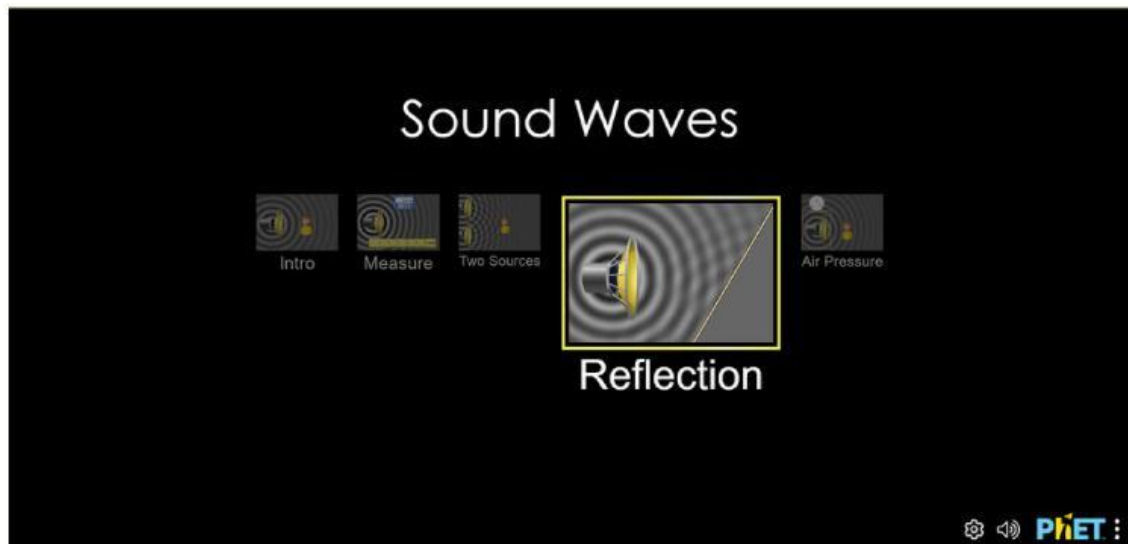 Sound Waves
Intro
Measure
Two Sources
Reflection
Air Pressure
PhET